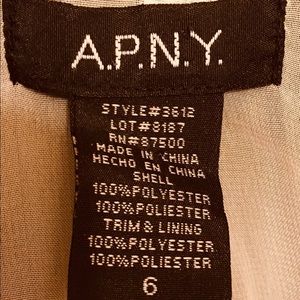 A.P.N.Y.
STYLE#3612
LOT#8187
RN#87500
MADE IN CHINA
HECHO EN CHINA
SHELL
100%POLYESTER
100%POLIESTER
TRIM & LINING
100%POLYESTER
100%POLIESTER
6